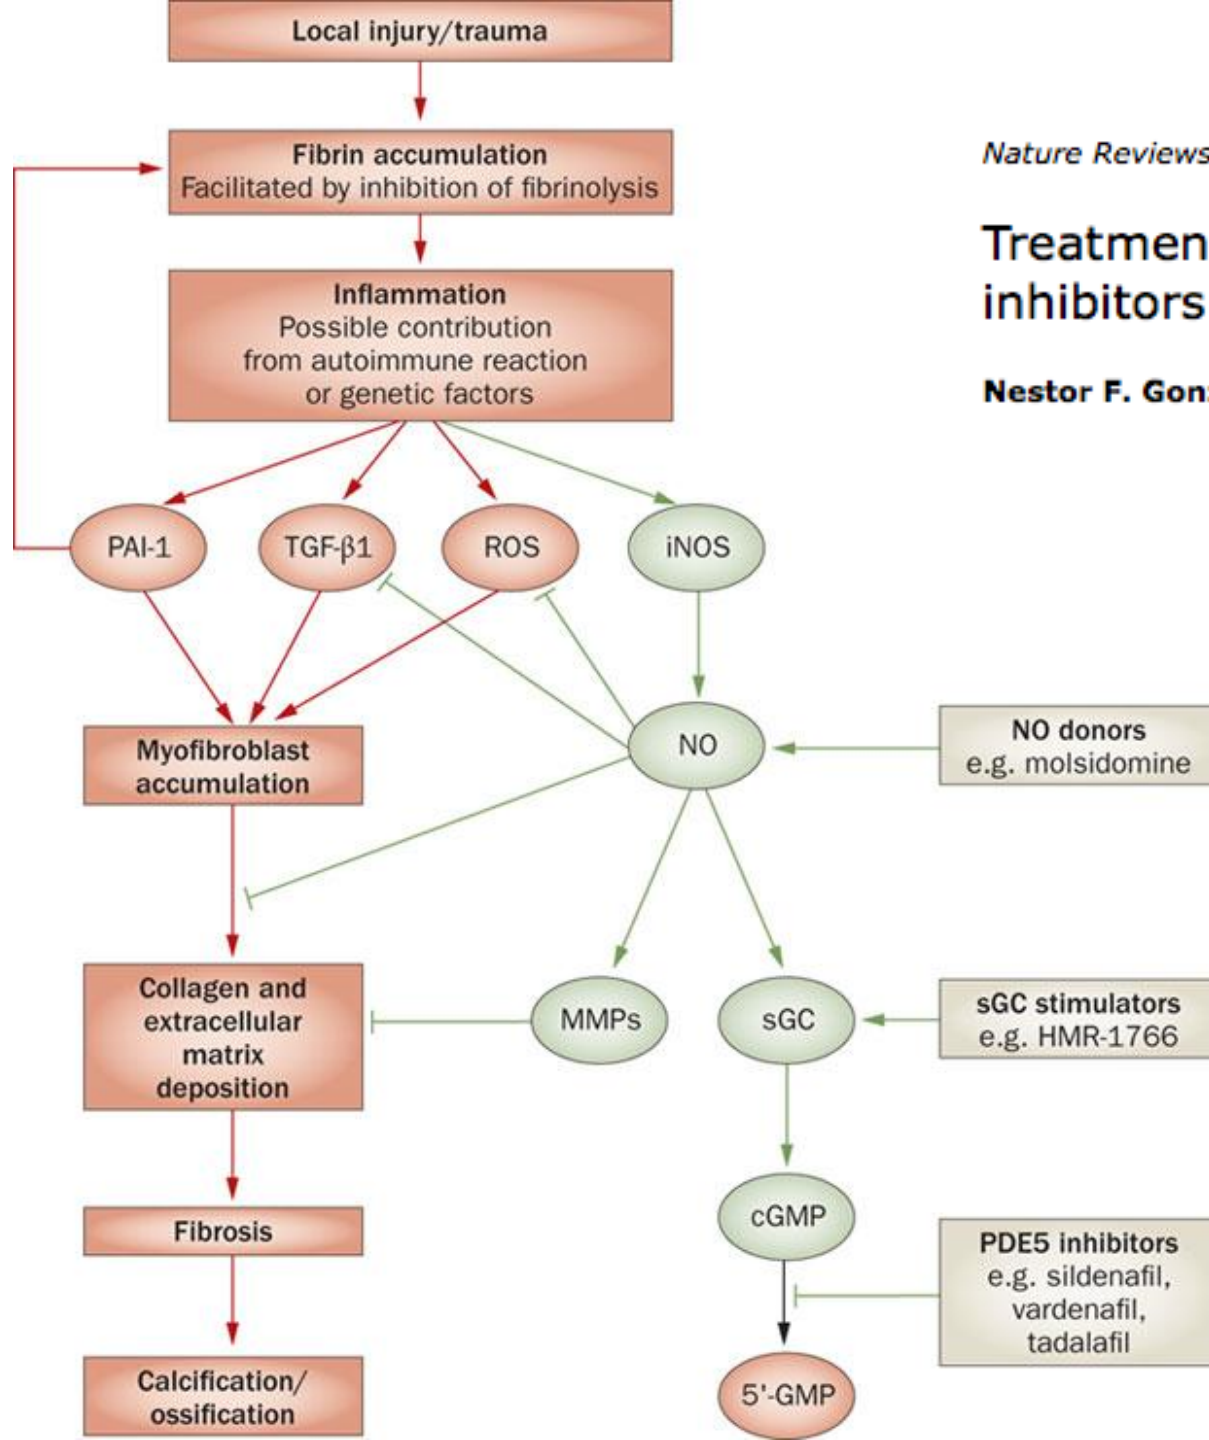 Local injury/trauma
Fibrin accumulation
Facilitated by inhibition of fibrinolysis
Inflammation
Possible contribution
from autoimmune reaction
or genetic factors
PAI-1
TGF-β1
ROS
iNOS
Myofibroblast
accumulation
NO
NO donors
e.g. molsidomine
Collagen and
extracellular
matrix
deposition
MMPs
sGC
sGC stimulators
e.g. HMR-1766
cGMP
Fibrosis
PDE5 inhibitors
e.g. sildenafil,
vardenafil,
tadalafil
Calcification/
ossification
5'-GMP
Nature Reviews
Treatmen
inhibitors
Nestor F. Gon